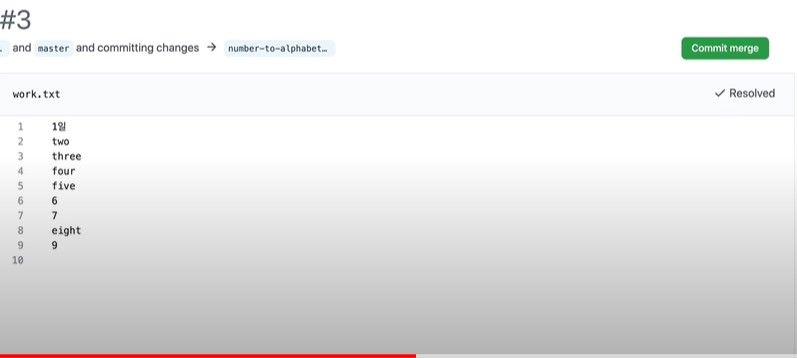 #3
and master and committing changes → number-to-alphabet…
Commit merge
work.txt
✓ Resolved
1 1일
2 two
3 three
4 four
5 five
6 6
7 7
8 eight
9 9
10